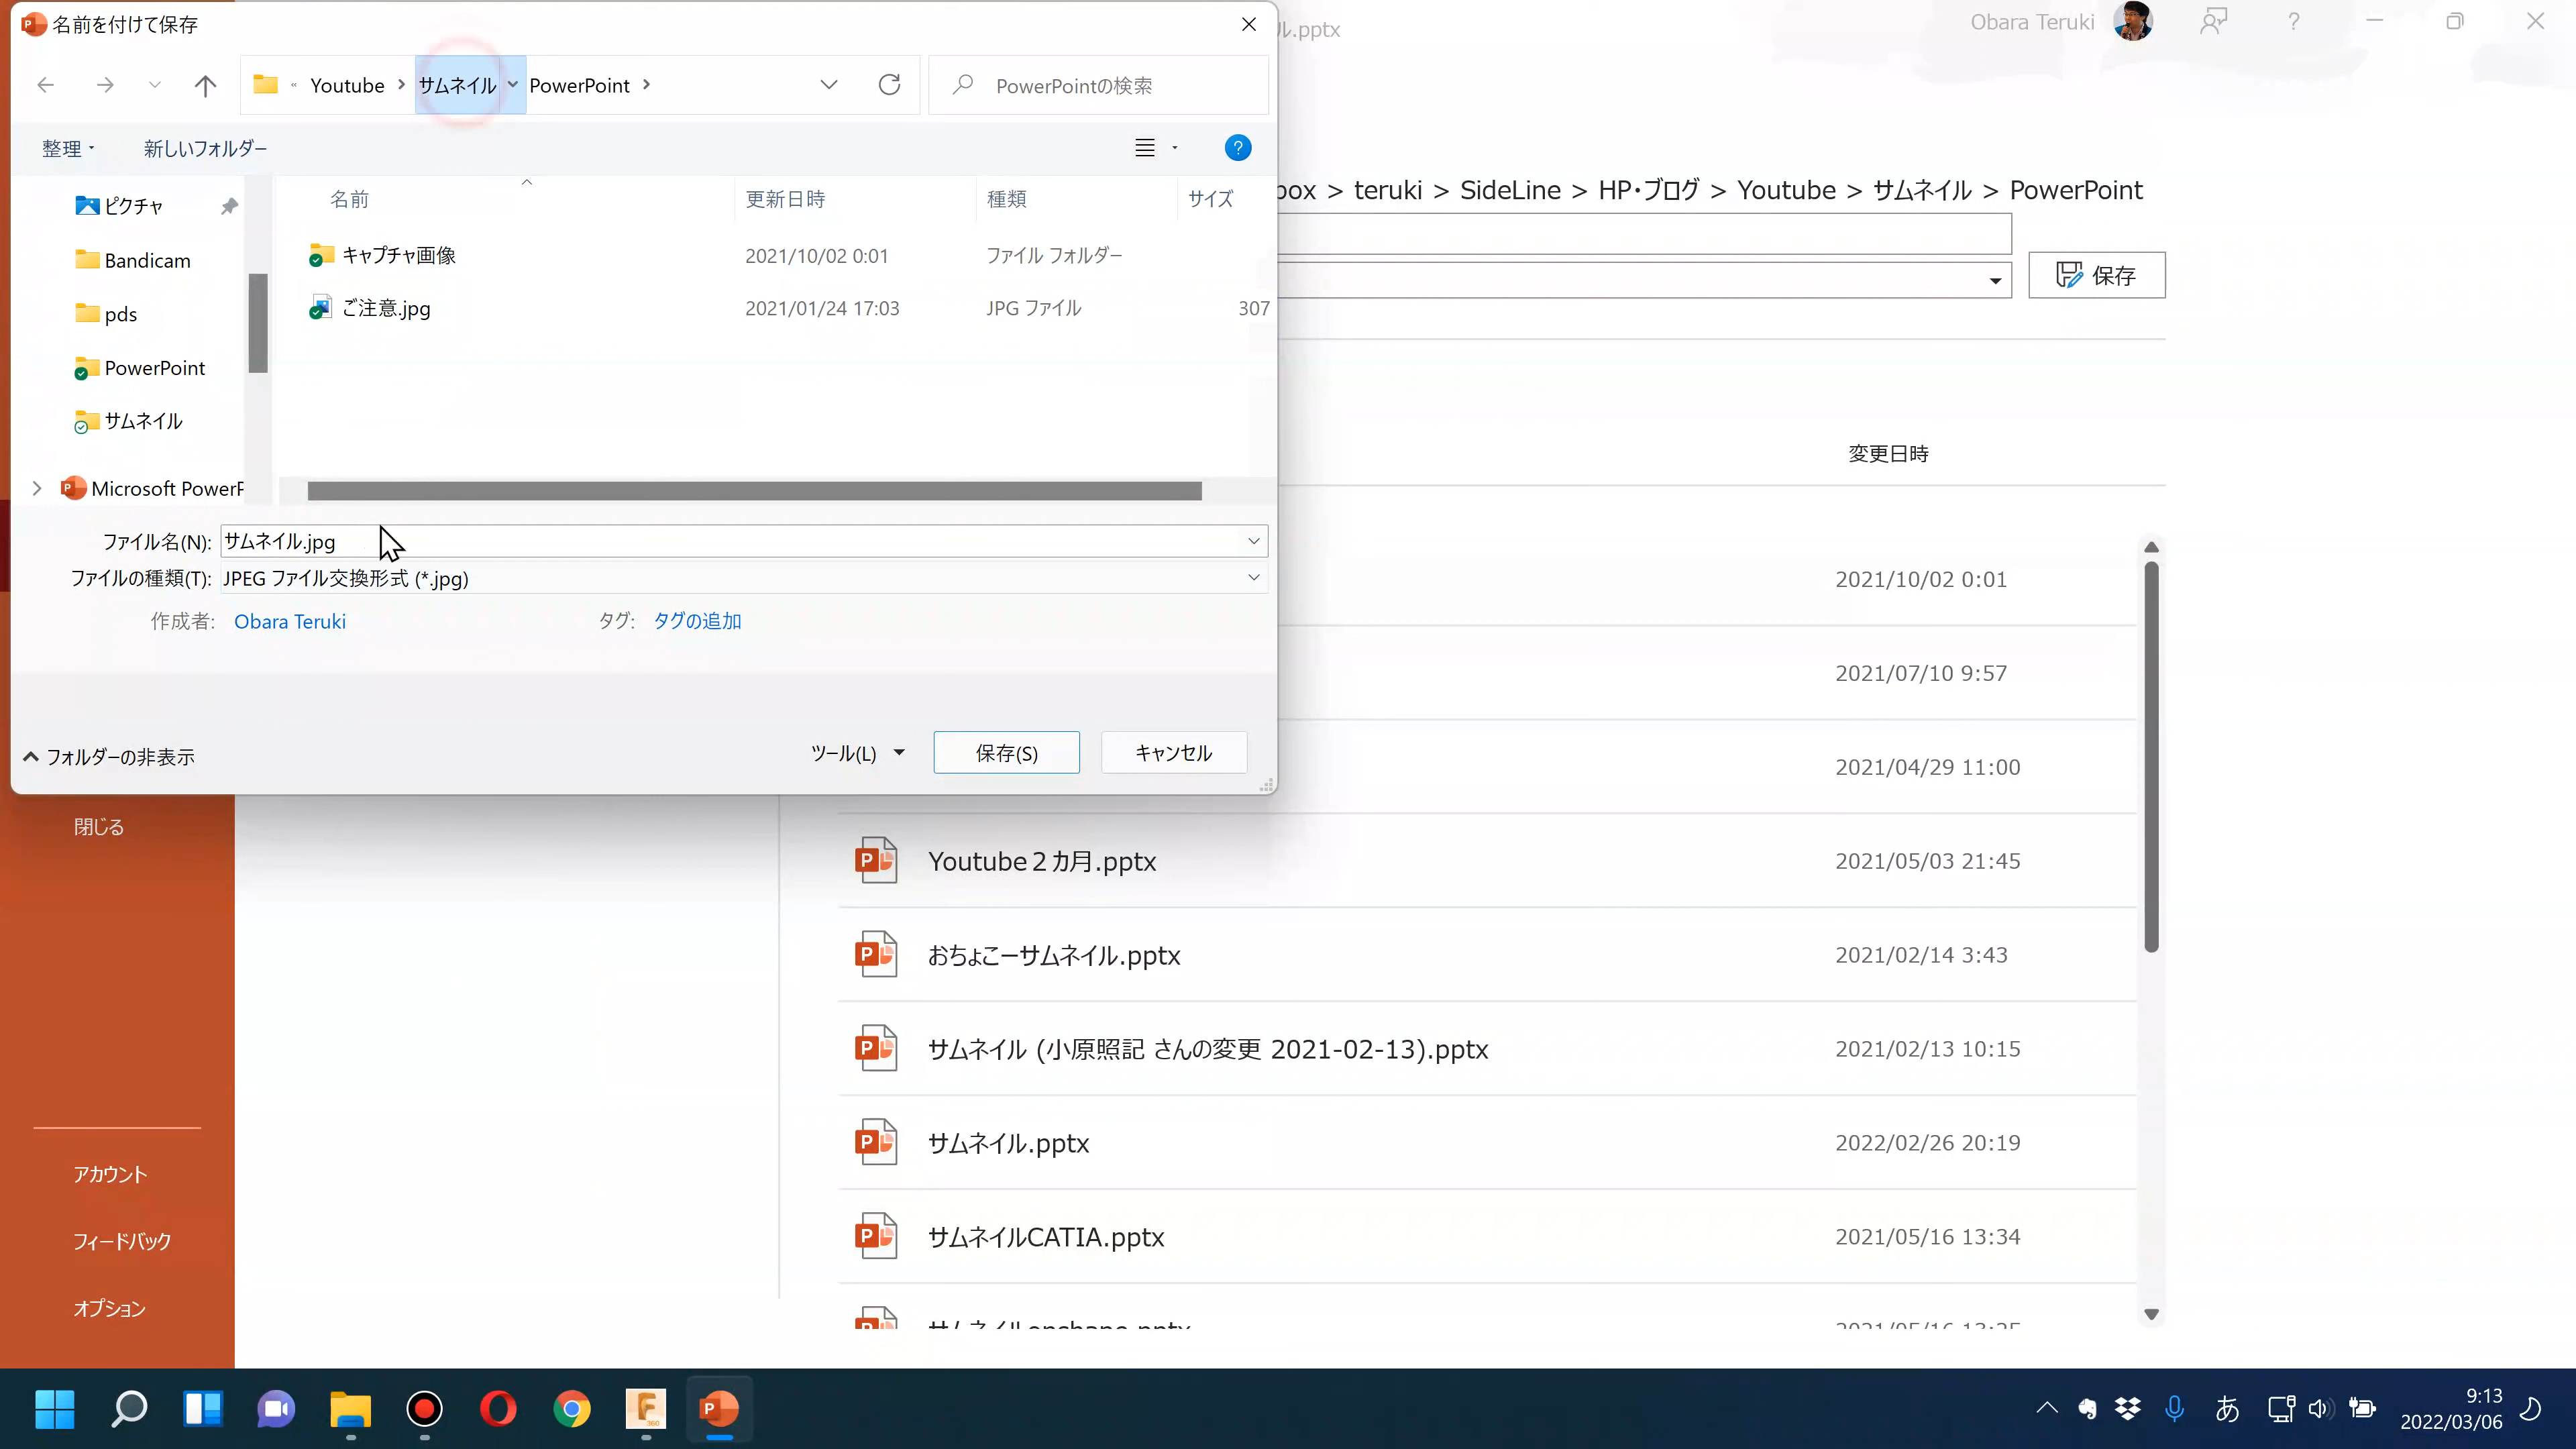 名前を付けて保存
ル.pptx
Obara Teruki
« Youtube > サムネイル PowerPoint >
PowerPointの検索
整理
新しいフォルダー
名前
更新日時
種類
サイズ
ピクチャ
Bandicam
pds
PowerPoint
サムネイル
Microsoft PowerP
キャプチャ画像
2021/10/02 0:01
ファイル フォルダー
ご注意.jpg
2021/01/24 17:03
JPG ファイル
307
ファイル名(N):
サムネイル.jpg
ファイルの種類(T):
JPEG ファイル交換形式 (*.jpg)
作成者:
Obara Teruki
タグ:
タグの追加
フォルダーの非表示
ツール(L)
保存(S)
キャンセル
box > teruki > SideLine > HP・ブログ > Youtube > サムネイル > PowerPoint
保存
変更日時
2021/10/02 0:01
2021/07/10 9:57
2021/04/29 11:00
Youtube２カ月.pptx
2021/05/03 21:45
おちょこーサムネイル.pptx
2021/02/14 3:43
サムネイル (小原照記 さんの変更 2021-02-13).pptx
2021/02/13 10:15
サムネイル.pptx
2022/02/26 20:19
サムネイルCATIA.pptx
2021/05/16 13:34
閉じる
アカウント
フィードバック
オプション
360
あ
9:13
2022/03/06